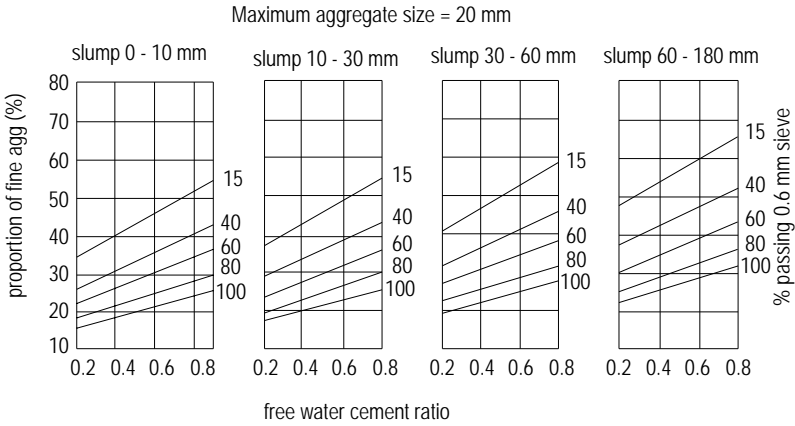 Maximum aggregate size = 20 mm
slump 0 - 10 mm
slump 10 - 30 mm
slump 30 - 60 mm
slump 60 - 180 mm
proportion of fine agg (%)
80
70
60
50
40
30
20
10
15
40
60
80
100
15
40
60
80
100
15
40
60
80
100
15
40
60
80
100
% passing 0.6 mm sieve
0.2 0.4 0.6 0.8
0.2 0.4 0.6 0.8
0.2 0.4 0.6 0.8
0.2 0.4 0.6 0.8
free water cement ratio